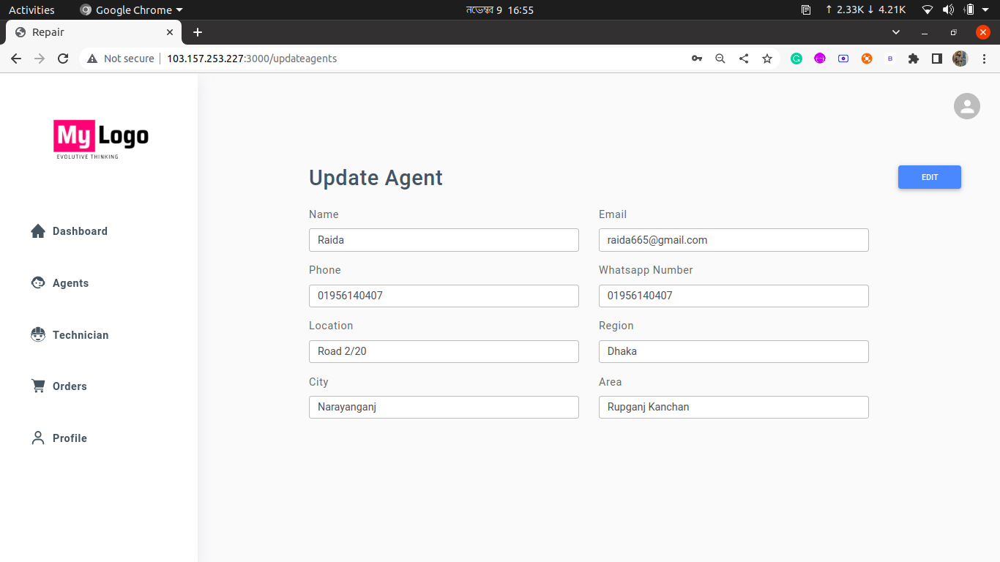 Activities Google Chrome নভেম্বর 9 16:55 ↑ 2.33K ↓ 4.21K
Repair
Not secure 103.157.253.227:3000/updateagents B
My Logo
EVOLUTIVE THINKING
Update Agent EDIT
Name Email
Raida raida665@gmail.com
Dashboard
Phone Whatsapp Number
Agents
01956140407 01956140407
Location Region
Technician
Road 2/20 Dhaka
City Area
Orders
Narayanganj Rupganj Kanchan
Profile